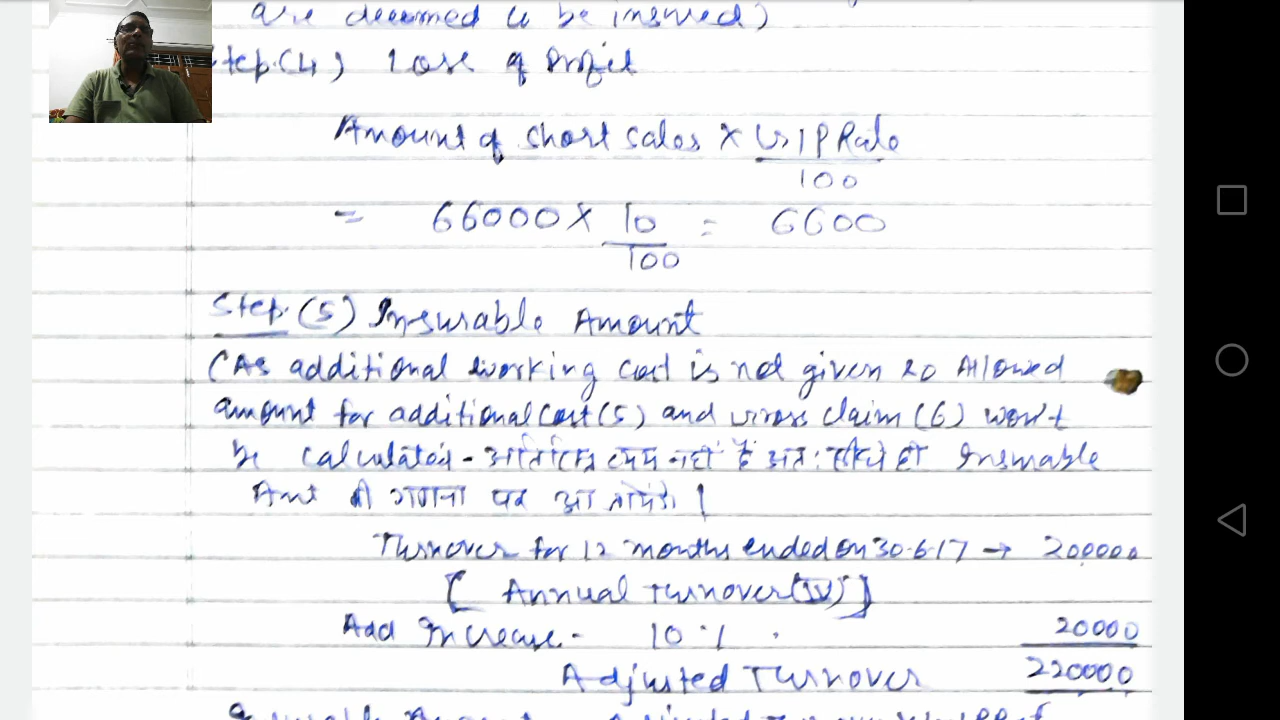 are deemed to be insured)
Step.(4) Loss of Profit
Amount of short sales × G/P Rate
100
= 66000 × 10 = 6600
100
Step.(5) Insurable Amount
(As additional working cost is not given so Allowed
amount for additional cost (5) and Gross claim (6) won't
be calculated - अतिरिक्त व्यय नहीं है अतः सीधे ही Insurable
Amt की गणना पर आ जायेंगे।
Turnover for 12 months ended on 30.6.17 → 200000
[ Annual Turnover (IV) ]
Add Increase - 10 % 20000
Adjusted Turnover 220000